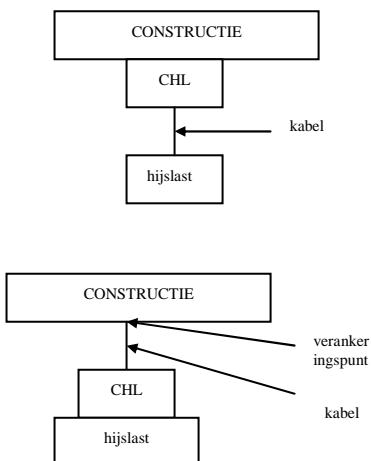 CONSTRUCTIE
CHL
kabel
hijslast
CONSTRUCTIE
veranker
ingspunt
CHL
kabel
hijslast